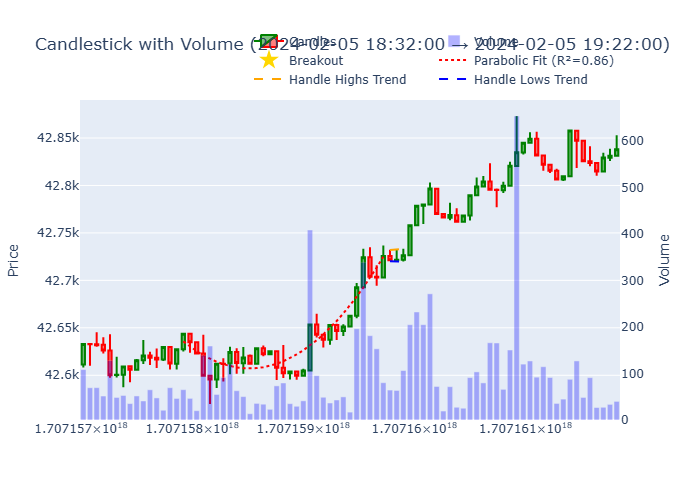 Candlestick with Volume (2024-02-05 18:32:00 → 2024-02-05 19:22:00)
Candles
Volume
Breakout
Parabolic Fit (R²=0.86)
Handle Highs Trend
Handle Lows Trend
42.85k
42.8k
42.75k
42.7k
42.65k
42.6k
Price
600
500
400
300
200
100
0
Volume
1.707157×10¹⁸
1.707158×10¹⁸
1.707159×10¹⁸
1.70716×10¹⁸
1.707161×10¹⁸